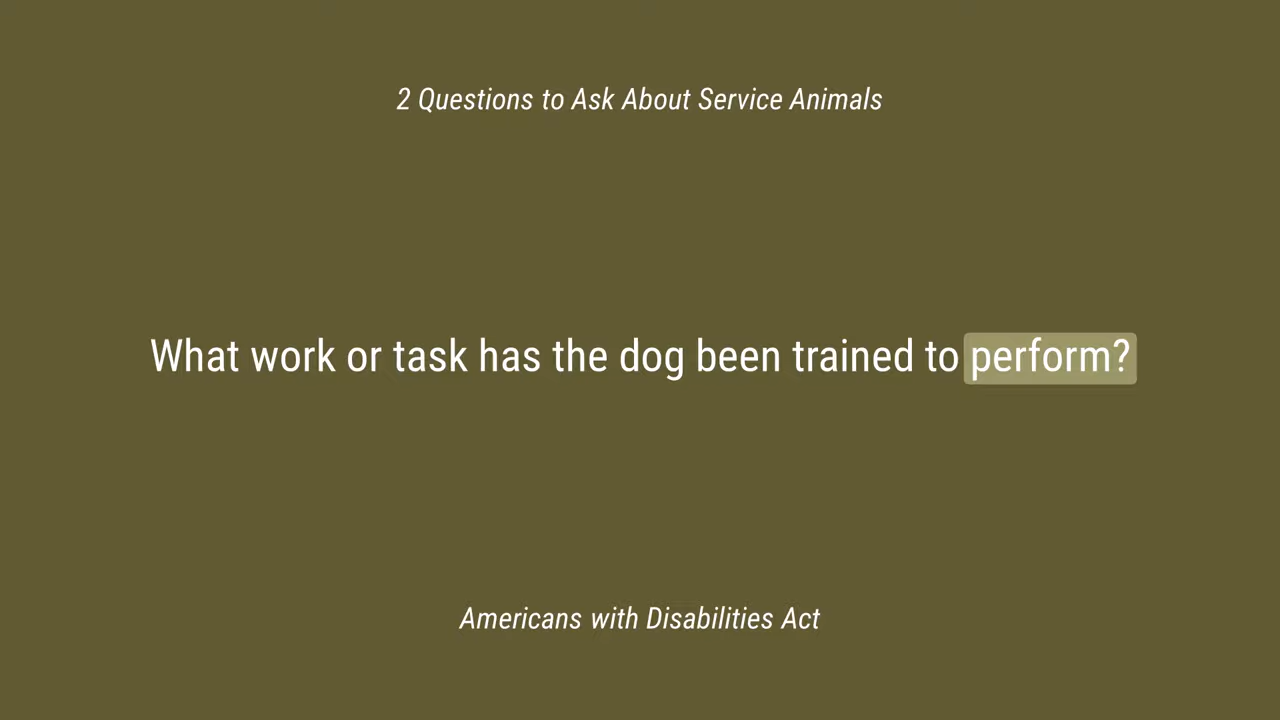 2 Questions to Ask About Service Animals
What work or task has the dog been trained to perform?
Americans with Disabilities Act